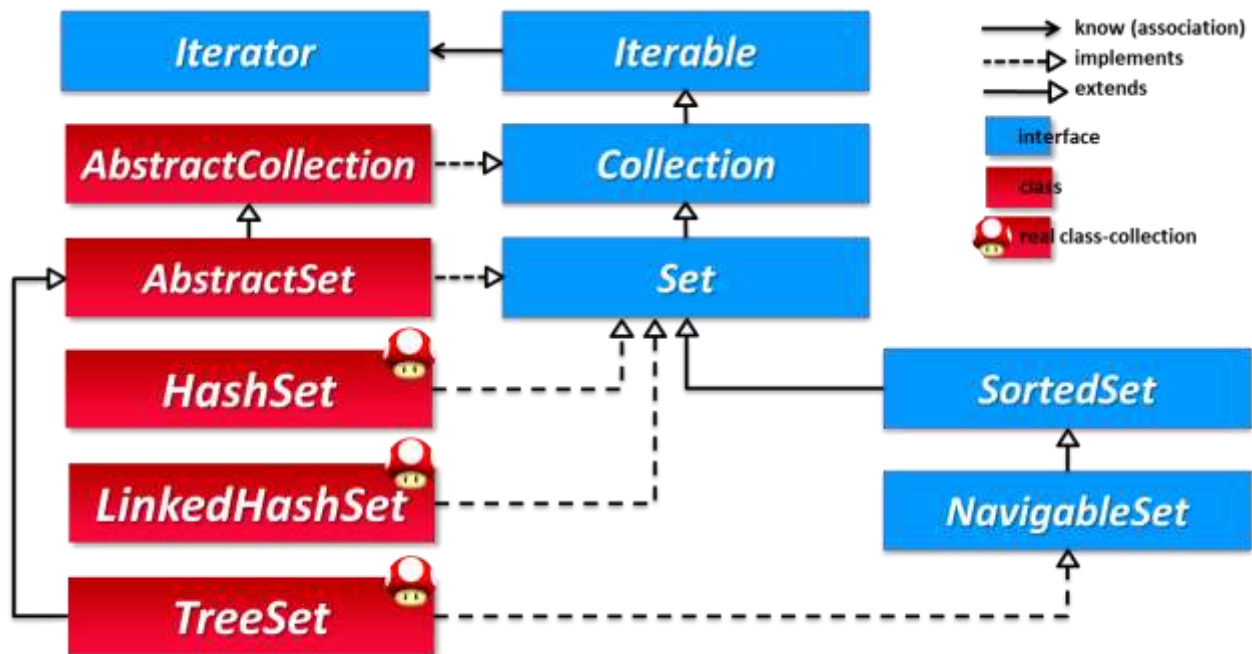 Iterator
Iterable
know (association)
implements
extends
AbstractCollection
Collection
interface
class
real class-collection
AbstractSet
Set
HashSet
SortedSet
LinkedHashSet
NavigableSet
TreeSet